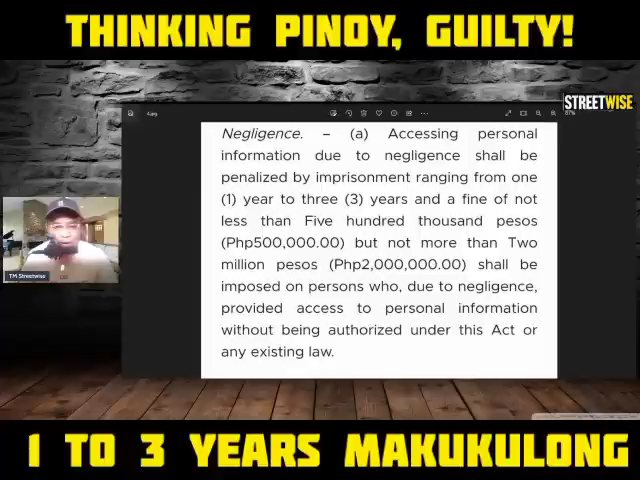 THINKING PINOY, GUILTY!
STREETWISE
87%
Negligence. – (a) Accessing personal
information due to negligence shall be
penalized by imprisonment ranging from one
(1) year to three (3) years and a fine of not
less than Five hundred thousand pesos
(Php500,000.00) but not more than Two
million pesos (Php2,000,000.00) shall be
imposed on persons who, due to negligence,
provided access to personal information
without being authorized under this Act or
any existing law.
TM Streetwise
1 TO 3 YEARS MAKUKULONG